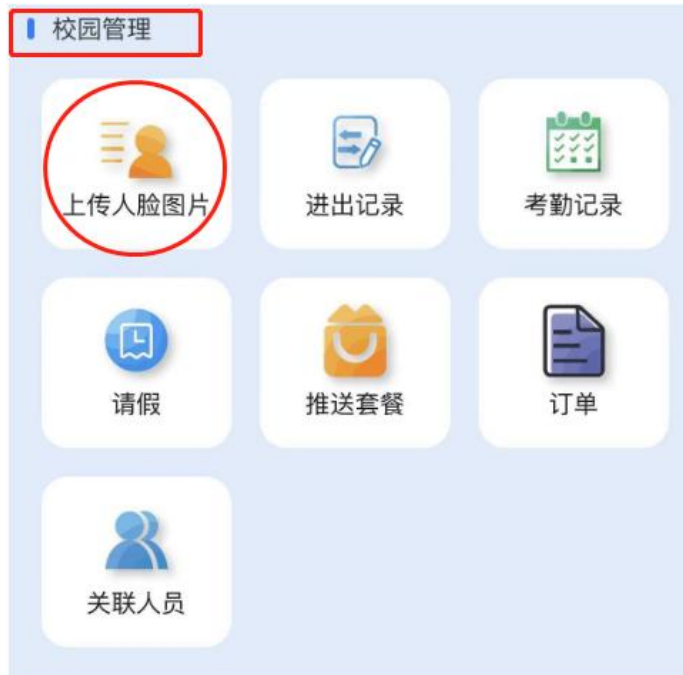 校园管理
上传人脸图片
进出记录
考勤记录
请假
推送套餐
订单
关联人员